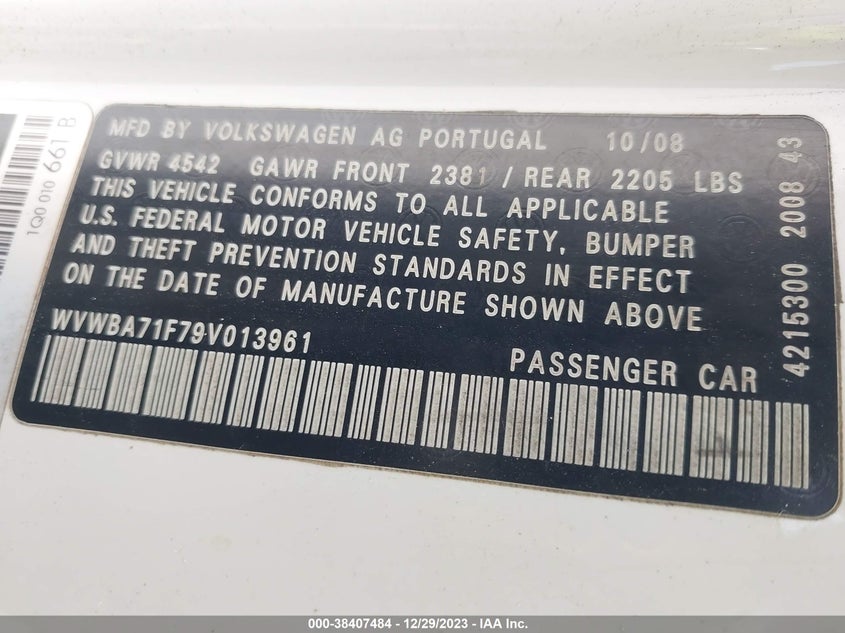 MFD BY VOLKSWAGEN AG PORTUGAL 10/08
GVWR 4542 GAWR FRONT 2381 / REAR 2205 LBS
THIS VEHICLE CONFORMS TO ALL APPLICABLE
U.S. FEDERAL MOTOR VEHICLE SAFETY, BUMPER
AND THEFT PREVENTION STANDARDS IN EFFECT
ON THE DATE OF MANUFACTURE SHOWN ABOVE
WVWBA71F79V013961
PASSENGER CAR
4215300 2008 43
1Q0 010 661 B
000-38407484 - 12/29/2023 - IAA Inc.